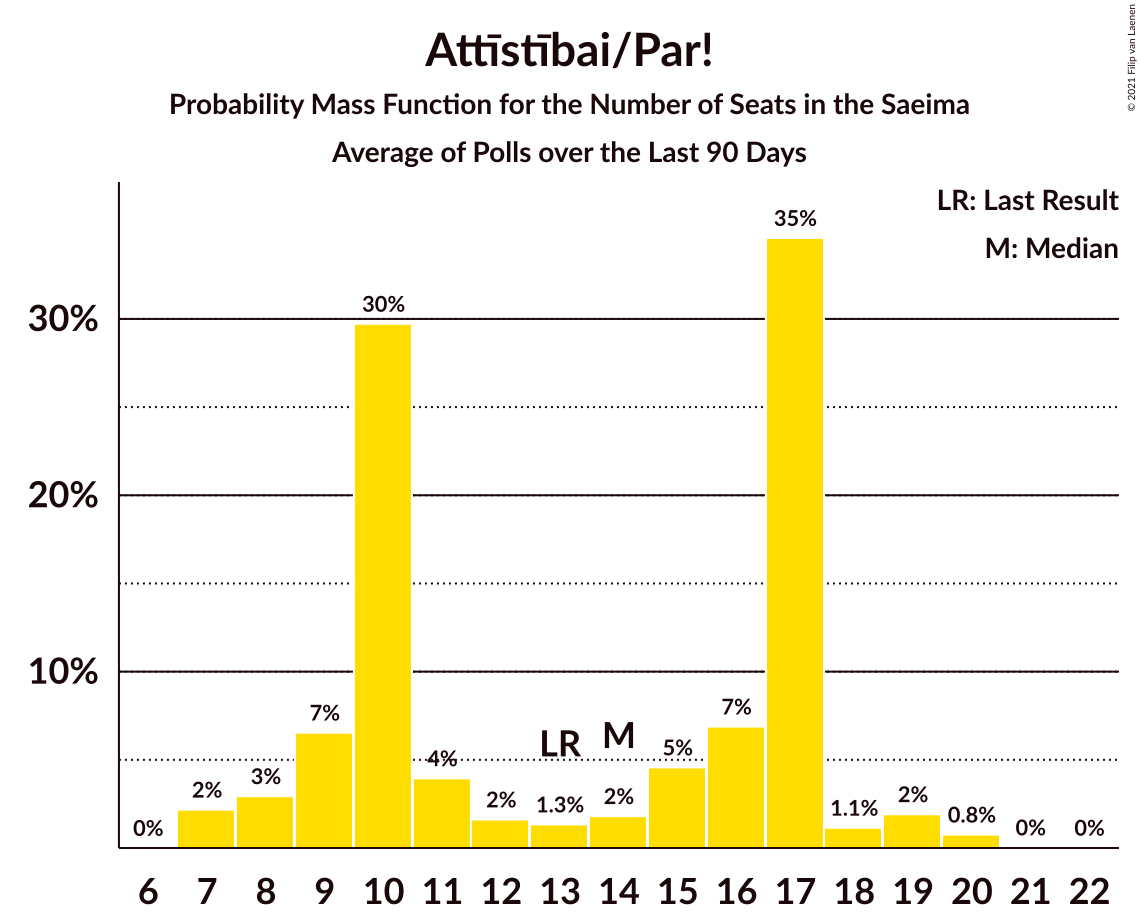 Attīstībai/Par!
Probability Mass Function for the Number of Seats in the Saeima
Average of Polls over the Last 90 Days
© 2021 Filip van Laenen
LR: Last Result
M: Median
30%
20%
10%
0%
2%
3%
7%
30%
4%
2%
1.3%
LR
2%
M
5%
7%
35%
1.1%
2%
0.8%
0%
0%
6 7 8 9 10 11 12 13 14 15 16 17 18 19 20 21 22